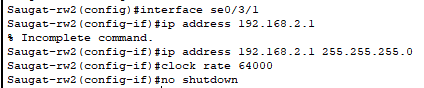 Saugat-rw2(config)#interface se0/3/1
Saugat-rw2(config-if)#ip address 192.168.2.1
% Incomplete command.
Saugat-rw2(config-if)#ip address 192.168.2.1 255.255.255.0
Saugat-rw2(config-if)#clock rate 64000
Saugat-rw2(config-if)#no shutdown